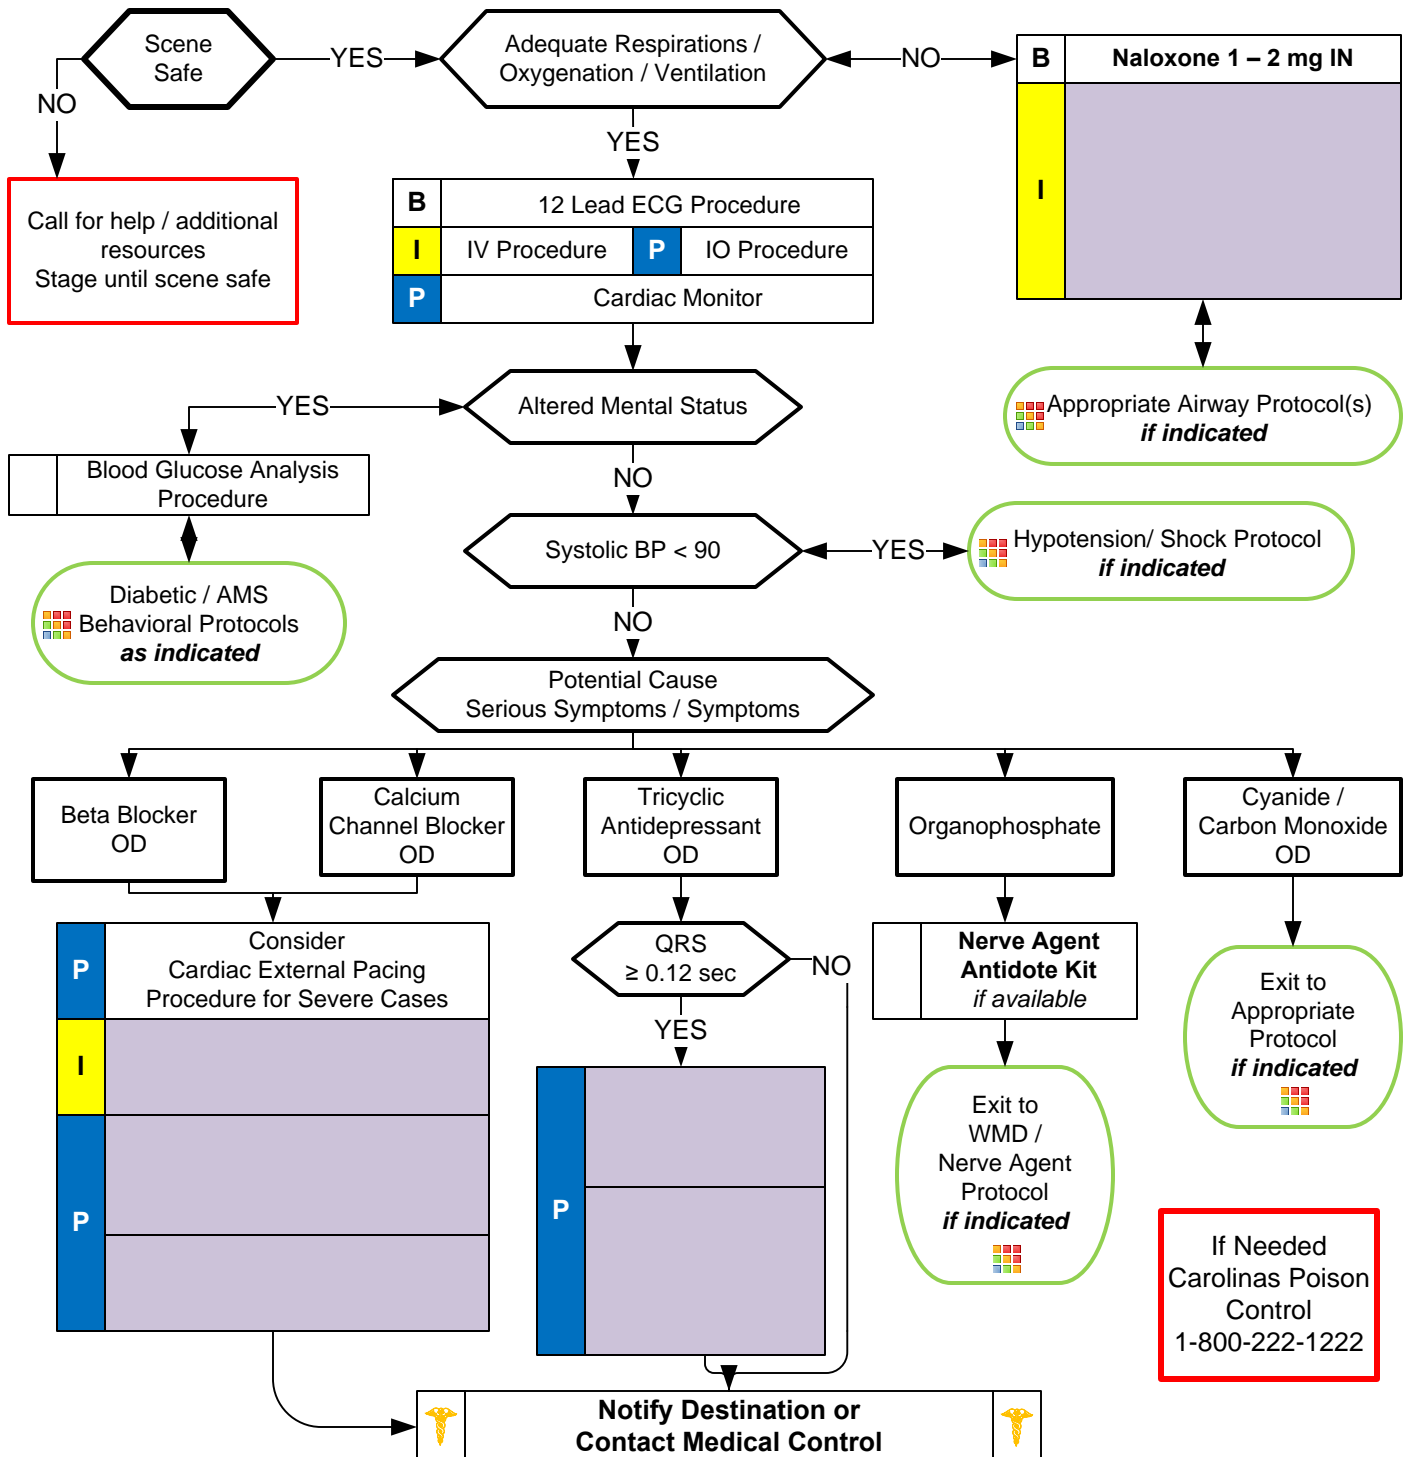 Scene
Safe
YES
Adequate Respirations /
Oxygenation / Ventilation
NO
B
Naloxone 1 – 2 mg IN
I
NO
Call for help / additional
resources
Stage until scene safe
YES
B
12 Lead ECG Procedure
I
IV Procedure
P
IO Procedure
P
Cardiac Monitor
Appropriate Airway Protocol(s)
if indicated
YES
Altered Mental Status
Blood Glucose Analysis
Procedure
NO
Diabetic / AMS
Behavioral Protocols
as indicated
Systolic BP < 90
YES
Hypotension/ Shock Protocol
if indicated
NO
Potential Cause
Serious Symptoms / Symptoms
Beta Blocker
OD
Calcium
Channel Blocker
OD
Tricyclic
Antidepressant
OD
Organophosphate
Cyanide /
Carbon Monoxide
OD
P
Consider
Cardiac External Pacing
Procedure for Severe Cases
I
P
QRS
≥ 0.12 sec
NO
YES
P
Nerve Agent
Antidote Kit
if available
Exit to
WMD /
Nerve Agent
Protocol
if indicated
Exit to
Appropriate
Protocol
if indicated
If Needed
Carolinas Poison
Control
1-800-222-1222
Notify Destination or
Contact Medical Control